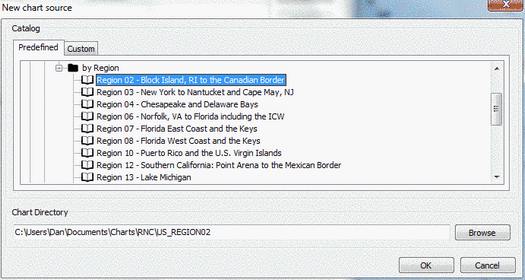 New chart source
Catalog
Predefined Custom
by Region
Region 02 - Block Island, RI to the Canadian Border
Region 03 - New York to Nantucket and Cape May, NJ
Region 04 - Chesapeake and Delaware Bays
Region 06 - Norfolk, VA to Florida including the ICW
Region 07 - Florida East Coast and the Keys
Region 08 - Florida West Coast and the Keys
Region 10 - Puerto Rico and the U.S. Virgin Islands
Region 12 - Southern California: Point Arena to the Mexican Border
Region 13 - Lake Michigan
Chart Directory
C:\Users\Dan\Documents\Charts\RNC\US_REGION02
Browse
OK Cancel